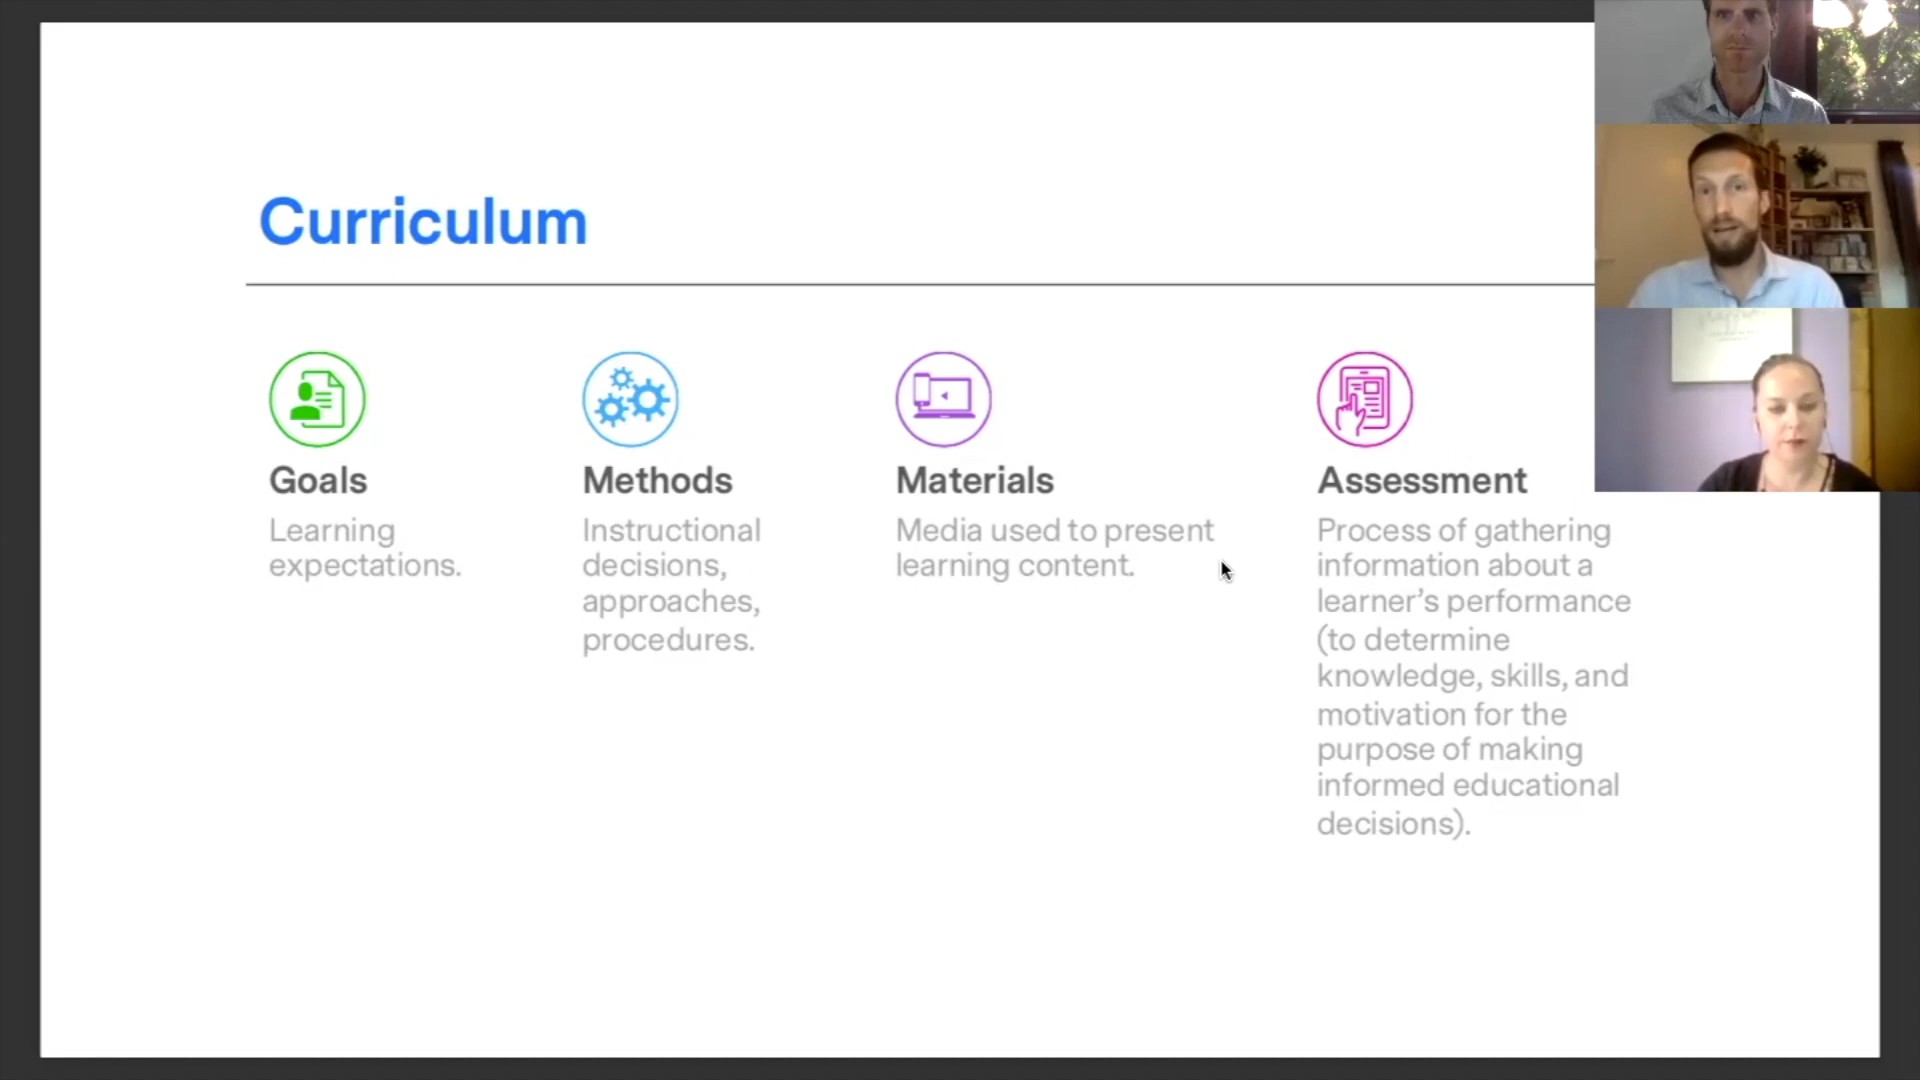 Curriculum
Goals
Learning
expectations.
Methods
Instructional
decisions,
approaches,
procedures.
Materials
Media used to present
learning content.
Assessment
Process of gathering
information about a
learner’s performance
(to determine
knowledge, skills, and
motivation for the
purpose of making
informed educational
decisions).